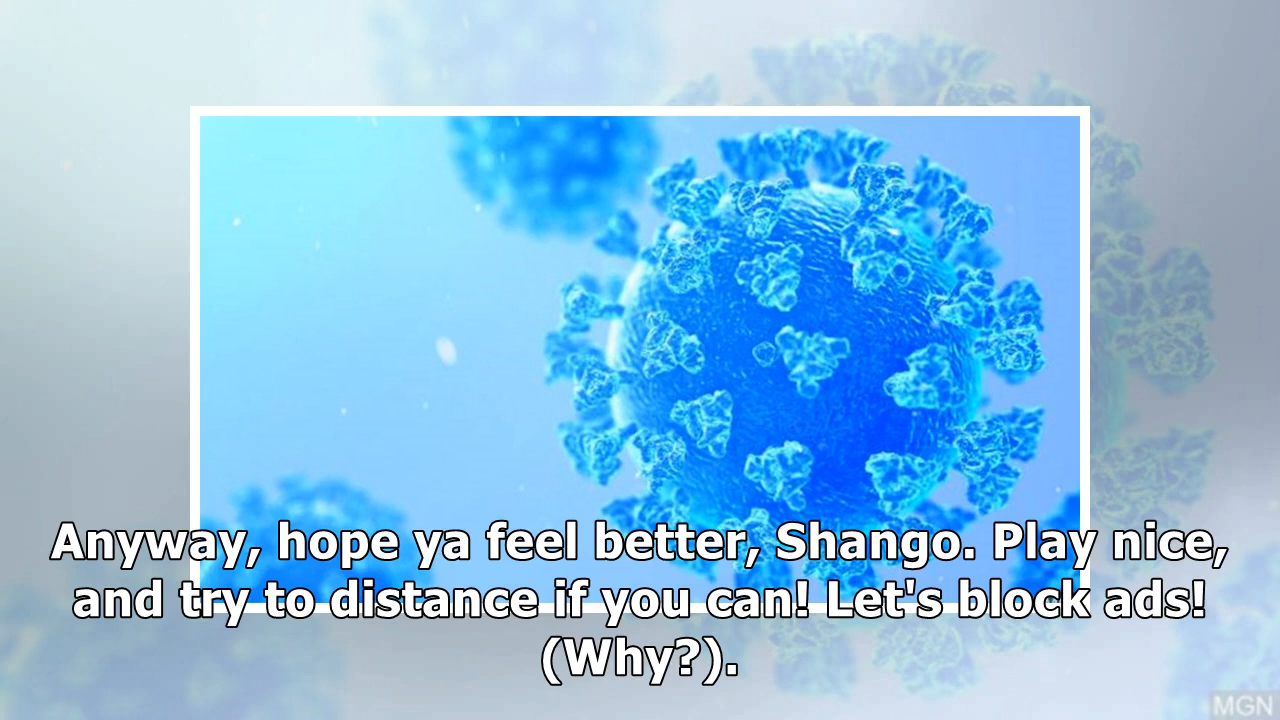 Anyway, hope ya feel better, Shango. Play nice,
and try to distance if you can! Let's block ads!
(Why?).
MGN